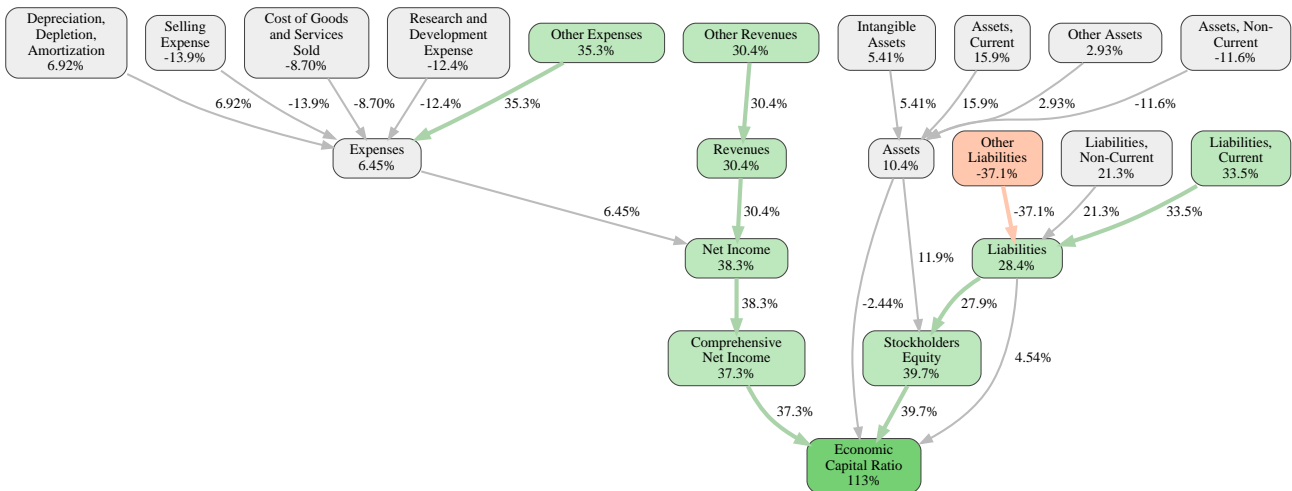 Depreciation,
Depletion,
Amortization
6.92%
Selling
Expense
-13.9%
Cost of Goods
and Services
Sold
-8.70%
Research and
Development
Expense
-12.4%
Other Expenses
35.3%
Other Revenues
30.4%
Intangible
Assets
5.41%
Assets,
Current
15.9%
Other Assets
2.93%
Assets, Non-
Current
-11.6%
6.92%
-13.9%
-8.70%
-12.4%
35.3%
30.4%
5.41%
15.9%
2.93%
-11.6%
Expenses
6.45%
Revenues
30.4%
Assets
10.4%
Other
Liabilities
-37.1%
Liabilities,
Non-Current
21.3%
Liabilities,
Current
33.5%
6.45%
30.4%
-37.1%
21.3%
33.5%
Net Income
38.3%
Liabilities
28.4%
11.9%
38.3%
-2.44%
27.9%
Comprehensive
Net Income
37.3%
Stockholders
Equity
39.7%
4.54%
37.3%
39.7%
Economic
Capital Ratio
113%